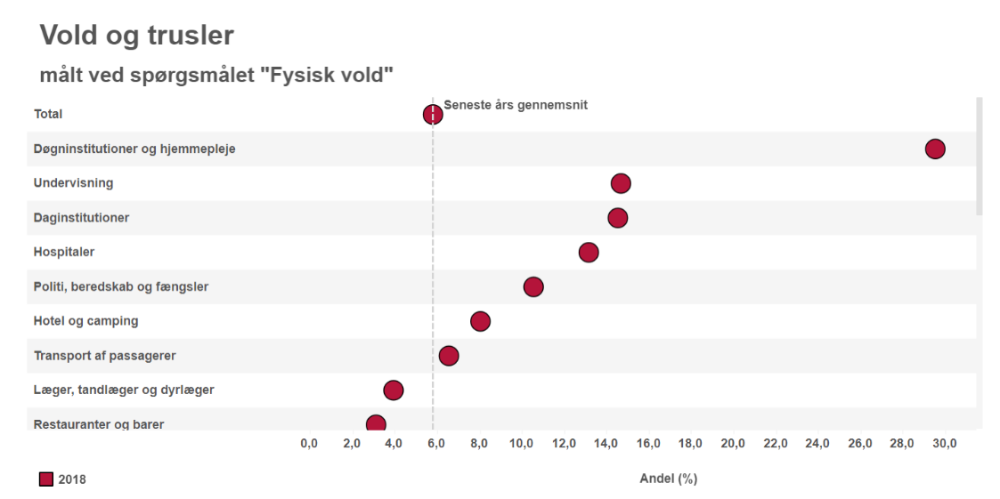 Vold og trusler
målt ved spørgsmålet "Fysisk vold"
Seneste års gennemsnit
Total
Døgninstitutioner og hjemmepleje
Undervisning
Daginstitutioner
Hospitaler
Politi, beredskab og fængsler
Hotel og camping
Transport af passagerer
Læger, tandlæger og dyrlæger
Restauranter og barer
0,0 2,0 4,0 6,0 8,0 10,0 12,0 14,0 16,0 18,0 20,0 22,0 24,0 26,0 28,0 30,0
2018
Andel (%)